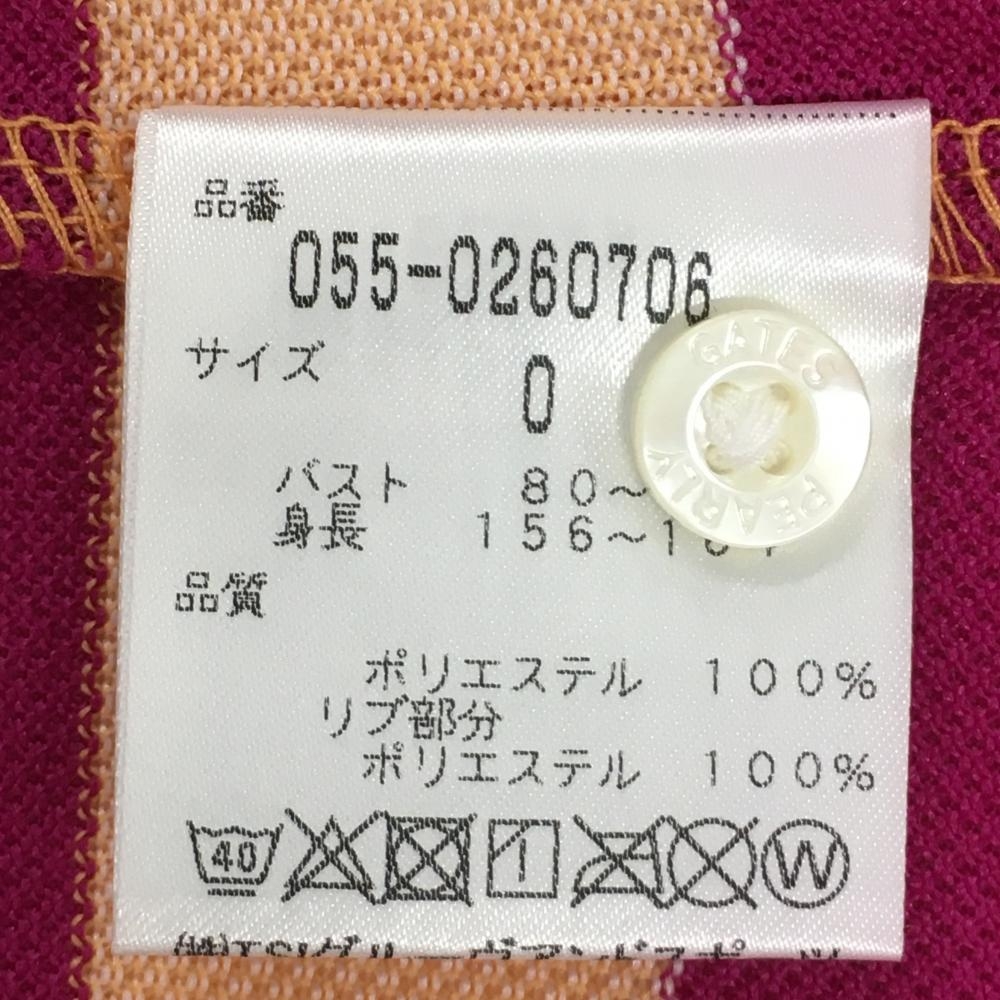 品番
055-0260706
サイズ 0
バスト 80~
身長 156~
品質
ポリエステル 100%
リブ部分
ポリエステル 100%
40
W
GATES
PEARLY